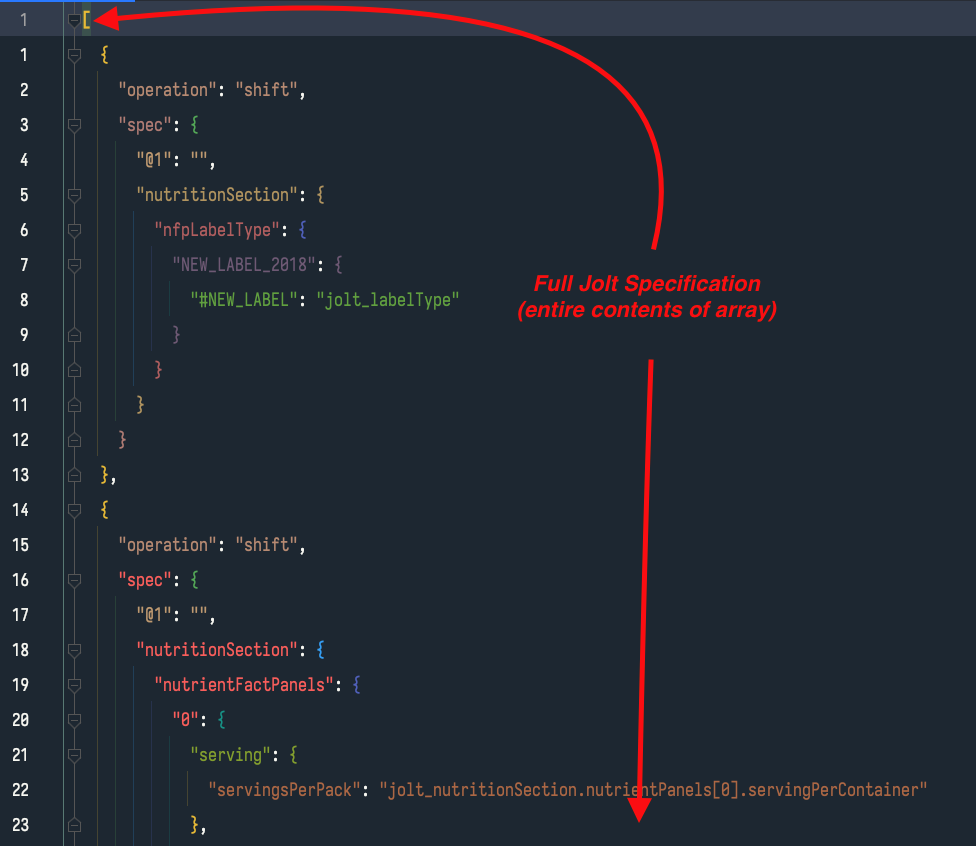 1 [
1 {
2 "operation": "shift",
3 "spec": {
4 "@1": "",
5 "nutritionSection": {
6 "nfpLabelType": {
7 "NEW_LABEL_2018": {
8 "#NEW_LABEL": "jolt_labelType"
9 }
10 }
11 }
12 }
13 },
14 {
15 "operation": "shift",
16 "spec": {
17 "@1": "",
18 "nutritionSection": {
19 "nutrientFactPanels": {
20 "0": {
21 "serving": {
22 "servingsPerPack": "jolt_nutritionSection.nutrientPanels[0].servingPerContainer"
23 },
Full Jolt Specification
(entire contents of array)